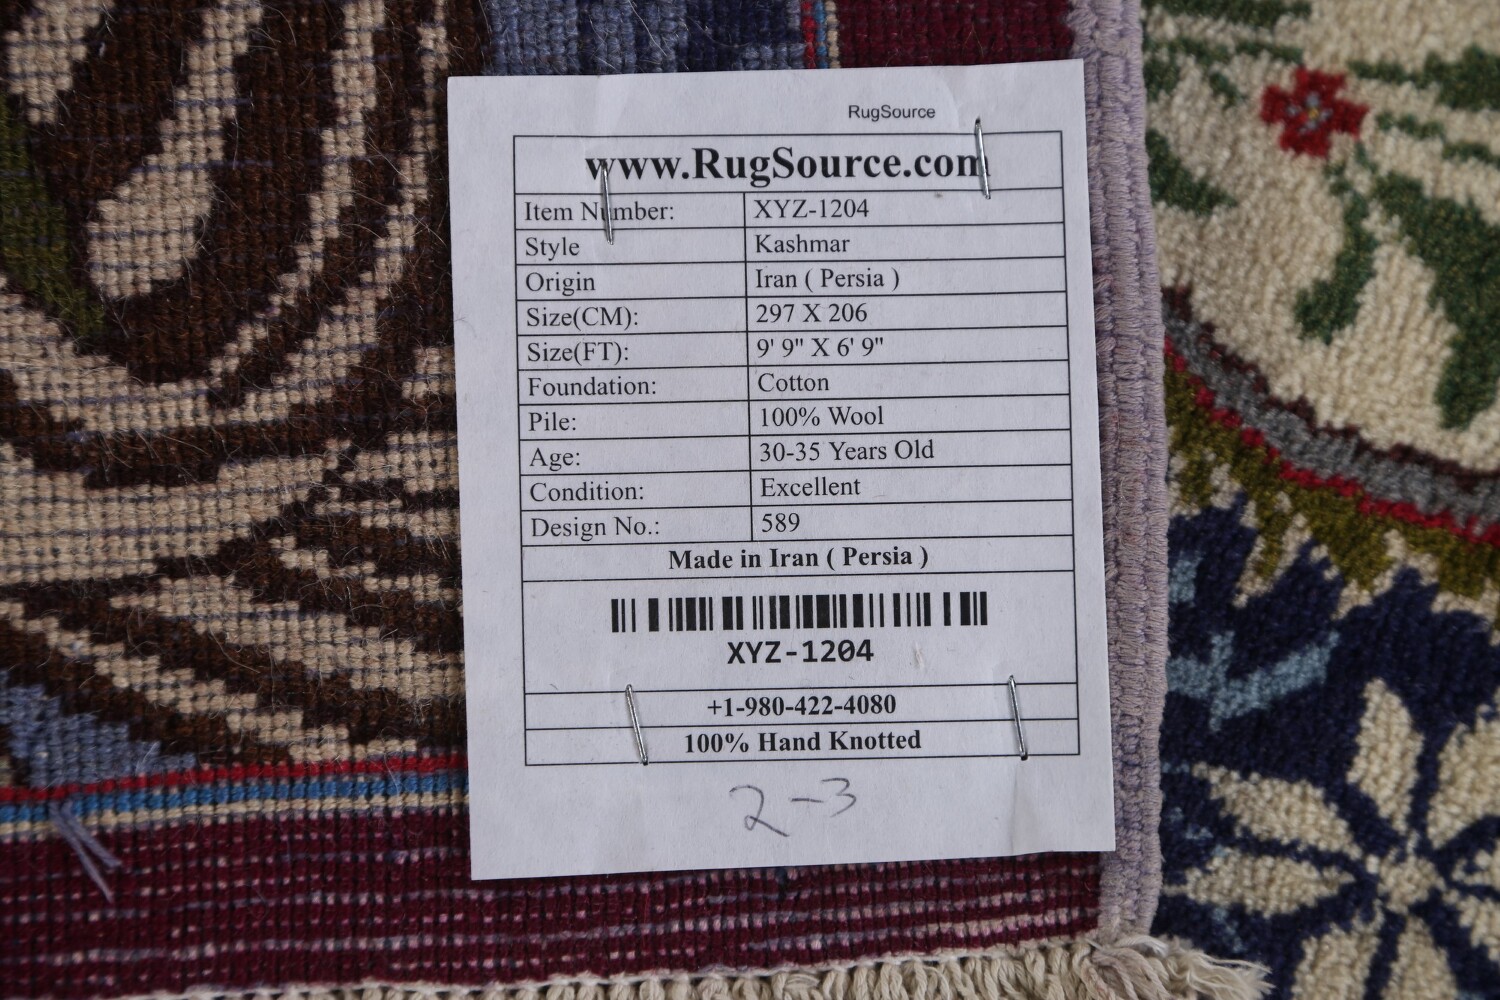 RugSource
www.RugSource.com
Item Number: XYZ-1204
Style Kashmar
Origin Iran ( Persia )
Size(CM): 297 X 206
Size(FT): 9' 9" X 6' 9"
Foundation: Cotton
Pile: 100% Wool
Age: 30-35 Years Old
Condition: Excellent
Design No.: 589
Made in Iran ( Persia )
XYZ-1204
+1-980-422-4080
100% Hand Knotted
2-3